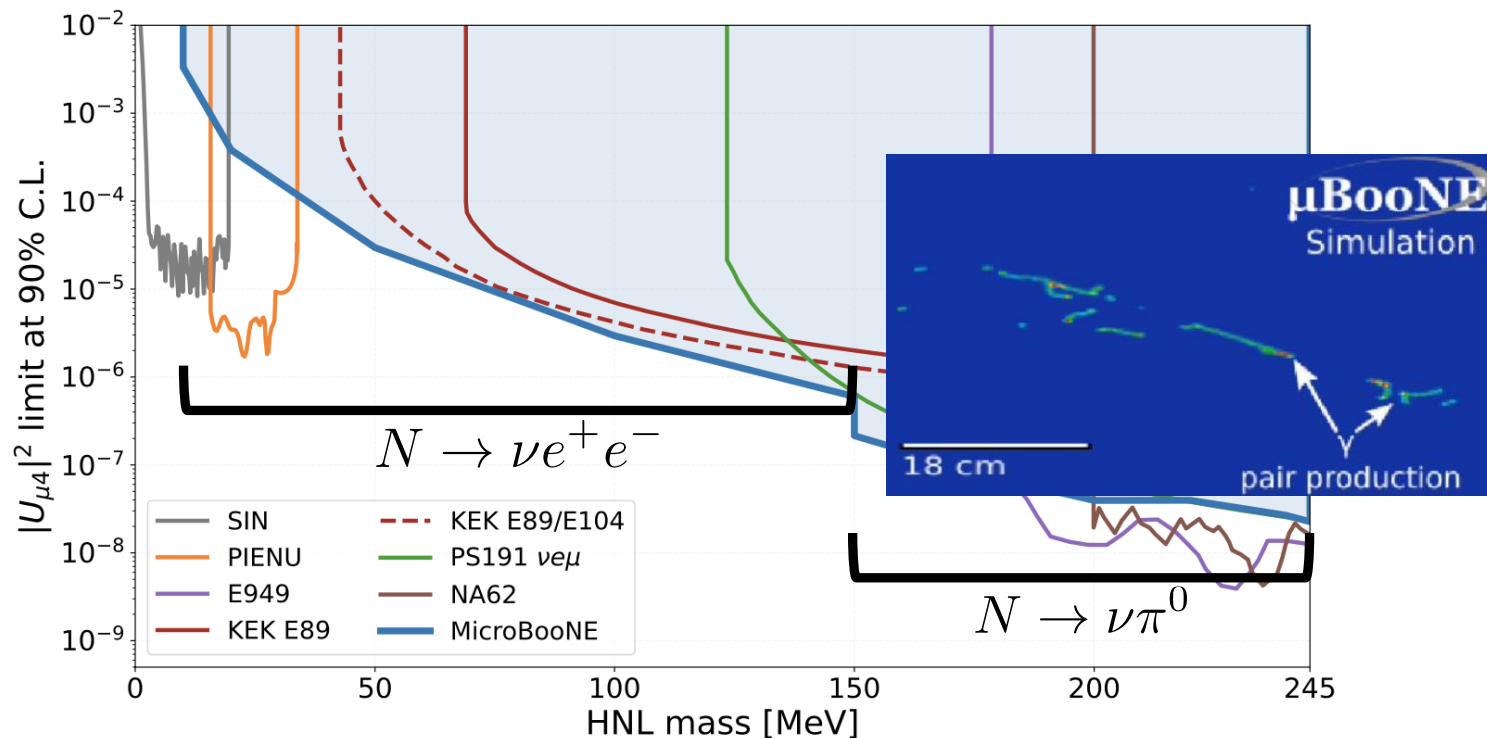 10⁻²
10⁻³
10⁻⁴
10⁻⁵
10⁻⁶
10⁻⁷
10⁻⁸
10⁻⁹
|U_{μ4}|² limit at 90% C.L.
μBooNE
Simulation
18 cm
γ
pair production
N → νe⁺e⁻
N → νπ⁰
SIN
PIENU
E949
KEK E89
KEK E89/E104
PS191 νeμ
NA62
MicroBooNE
0 50 100 150 200 245
HNL mass [MeV]